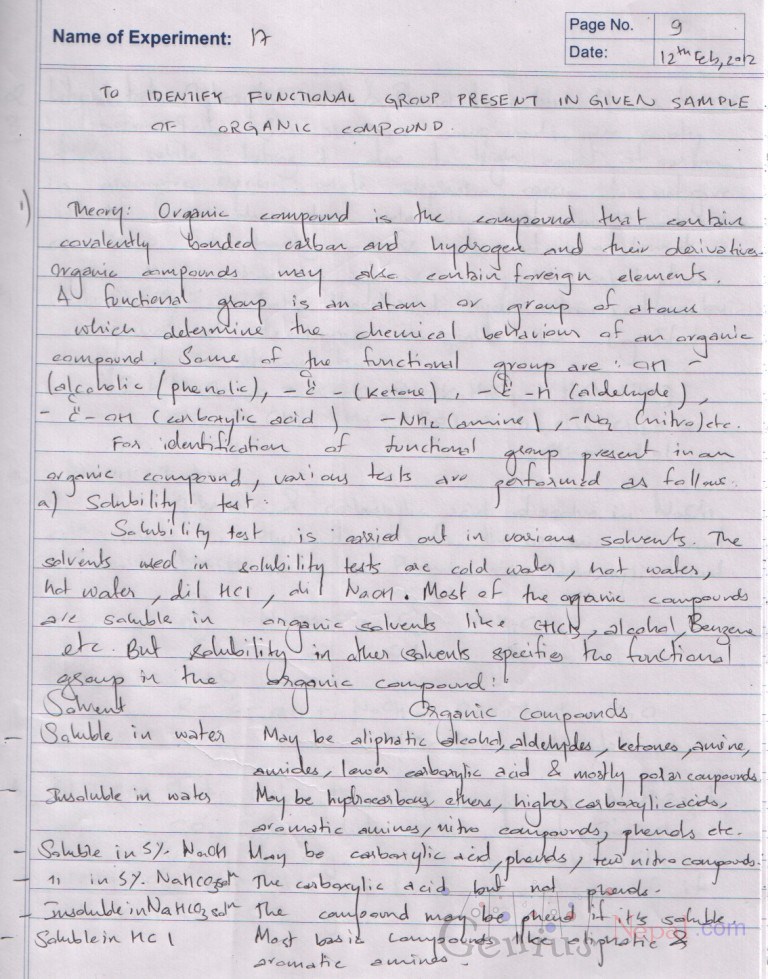 Name of Experiment: 17
Page No. 9
Date: 12th Feb, 2012
TO IDENTIFY FUNCTIONAL GROUP PRESENT IN GIVEN SAMPLE
OF ORGANIC COMPOUND.
1)
Theory: Organic compound is the compound that contain
covalently bonded carbon and hydrogen and their derivative.
Organic compounds may also contain foreign elements.
A functional group is an atom or group of atoms
which determine the chemical behaviour of an organic
compound. Some of the functional group are : OH -
(alcoholic / phenolic), - C(=O) - (ketone), - C(=O) - H (aldehyde),
- C(=O) - OH (carboxylic acid) -NH2 (amine), -NO2 (nitro) etc.
For identification of functional group present in an
organic compound, various tests are performed as follows.
a) Solubility test:
Solubility test is carried out in various solvents. The
solvents used in solubility tests are cold water, hot water,
hot water, dil HCl, dil NaOH. Most of the organic compounds
are soluble in organic solvents like CHCl3, alcohol, Benzene
etc. But solubility in other solvents specifies the functional
group in the organic compound:
Solvent Organic compounds
- Soluble in water May be aliphatic alcohol, aldehydes, ketones, amine,
amides, lower carboxylic acid & mostly polar compounds.
- Insoluble in water May be hydrocarbons, ethers, higher carboxylic acids,
aromatic amines, nitro compounds, phenols etc.
- Soluble in 5% NaOH May be carboxylic acid, phenols, few nitro compounds.
- " in 5% NaHCO3 soln The carboxylic acid but not phenols.
- Insoluble in NaHCO3 soln The compound may be phenol if it's soluble
- Soluble in HCl Most basic compounds like aliphatic &
aromatic amines.
Genius Nepal.com